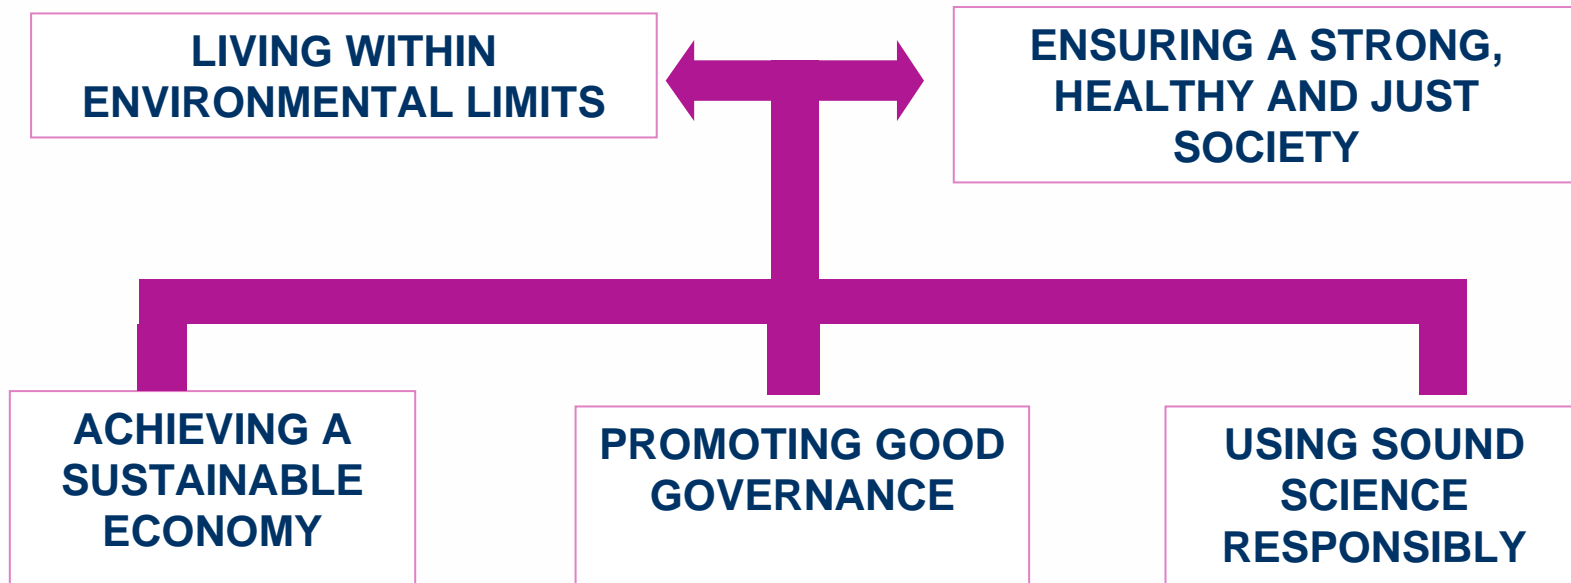 LIVING WITHIN
ENVIRONMENTAL LIMITS
ENSURING A STRONG,
HEALTHY AND JUST
SOCIETY
ACHIEVING A
SUSTAINABLE
ECONOMY
PROMOTING GOOD
GOVERNANCE
USING SOUND
SCIENCE
RESPONSIBLY